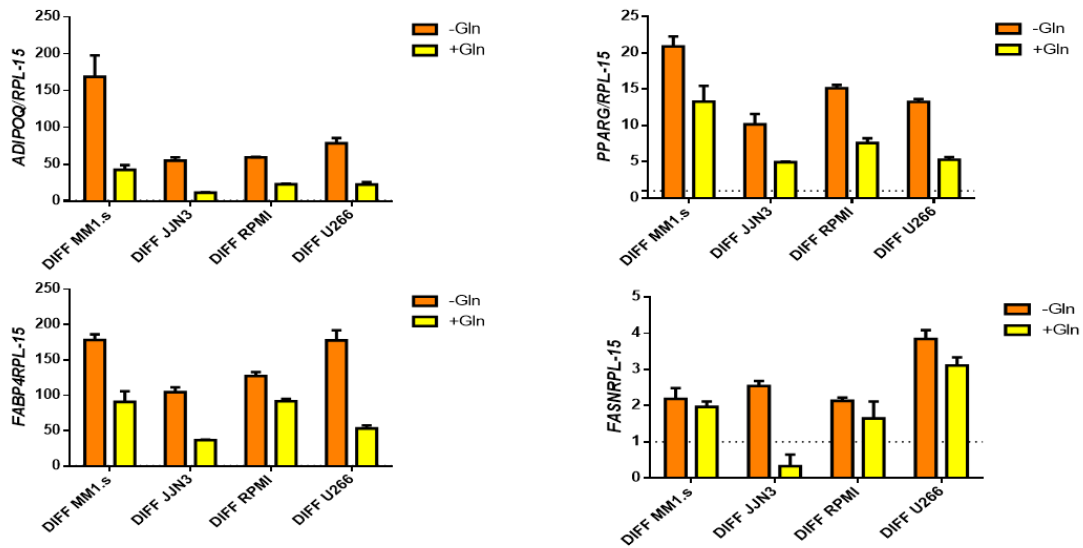 ADIPOQ/RPL-15
250
200
150
100
50
0
-Gln
+Gln
DIFF MM1.s
DIFF JJN3
DIFF RPMI
DIFF U266
PPARG/RPL-15
25
20
15
10
5
0
-Gln
+Gln
DIFF MM1.s
DIFF JJN3
DIFF RPMI
DIFF U266
FABP4RPL-15
250
200
150
100
50
0
-Gln
+Gln
DIFF MM1.s
DIFF JJN3
DIFF RPMI
DIFF U266
FASNRPL-15
5
4
3
2
1
0
-Gln
+Gln
DIFF MM1.s
DIFF JJN3
DIFF RPMI
DIFF U266